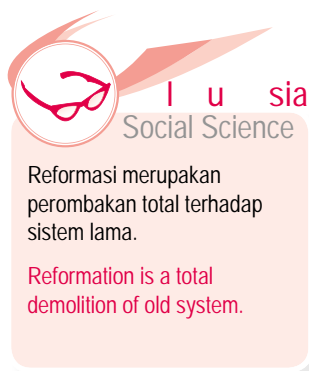 I u sia
Social Science
Reformasi merupakan
perombakan total terhadap
sistem lama.
Reformation is a total
demolition of old system.